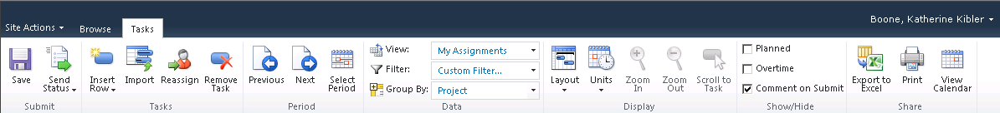 Boone, Katherine Kibler
Site Actions Browse Tasks
Save
Send Status
Submit
Insert Row
Import
Reassign
Remove Task
Tasks
Previous
Next
Select Period
Period
View: My Assignments
Filter: Custom Filter...
Group By: Project
Data
Layout
Units
Zoom In
Zoom Out
Scroll to Task
Display
Planned
Overtime
Comment on Submit
Show/Hide
Export to Excel
Print
View Calendar
Share